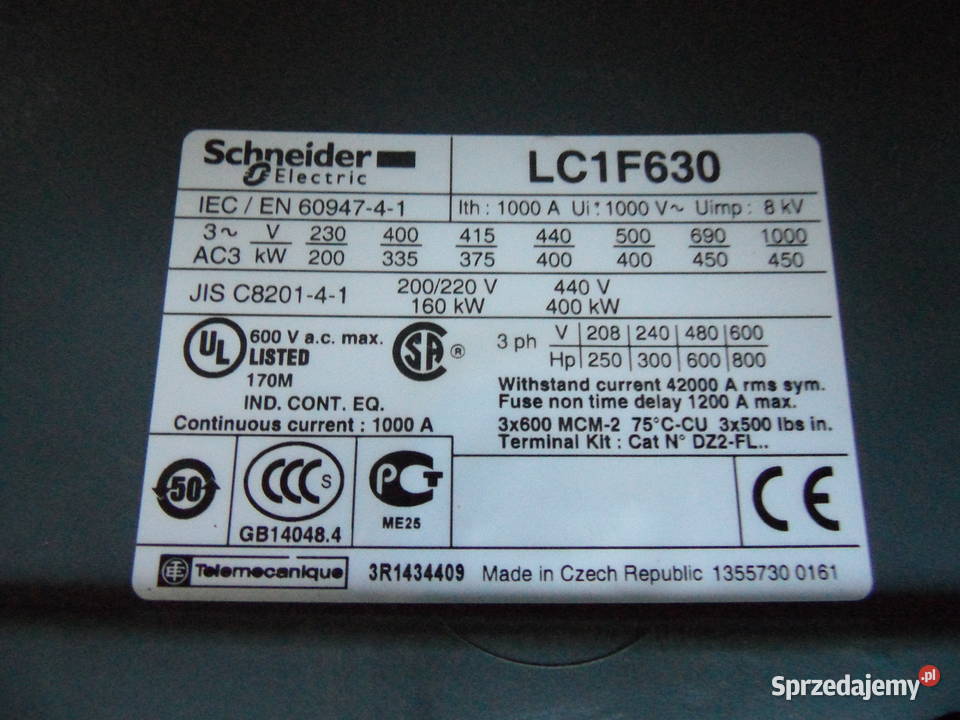 Schneider Electric
LC1F630
IEC / EN 60947-4-1
Ith : 1000 A Ui : 1000 V~ Uimp : 8 kV
3~ V 230 400 415 440 500 690 1000
AC3 kW 200 335 375 400 400 450 450
JIS C8201-4-1
200/220 V 440 V
160 kW 400 kW
UL
600 V a.c. max.
LISTED
170M
IND. CONT. EQ.
Continuous current : 1000 A
SA ®
3 ph V 208 240 480 600
Hp 250 300 600 800
Withstand current 42000 A rms sym.
Fuse non time delay 1200 A max.
3x600 MCM-2 75°C-CU 3x500 lbs in.
Terminal Kit : Cat N° DZ2-FL..
50
CCC S
GB14048.4
PCT
ME25
CE
TE Telemecanique
3R1434409
Made in Czech Republic 1355730 0161
Sprzedajemy.pl